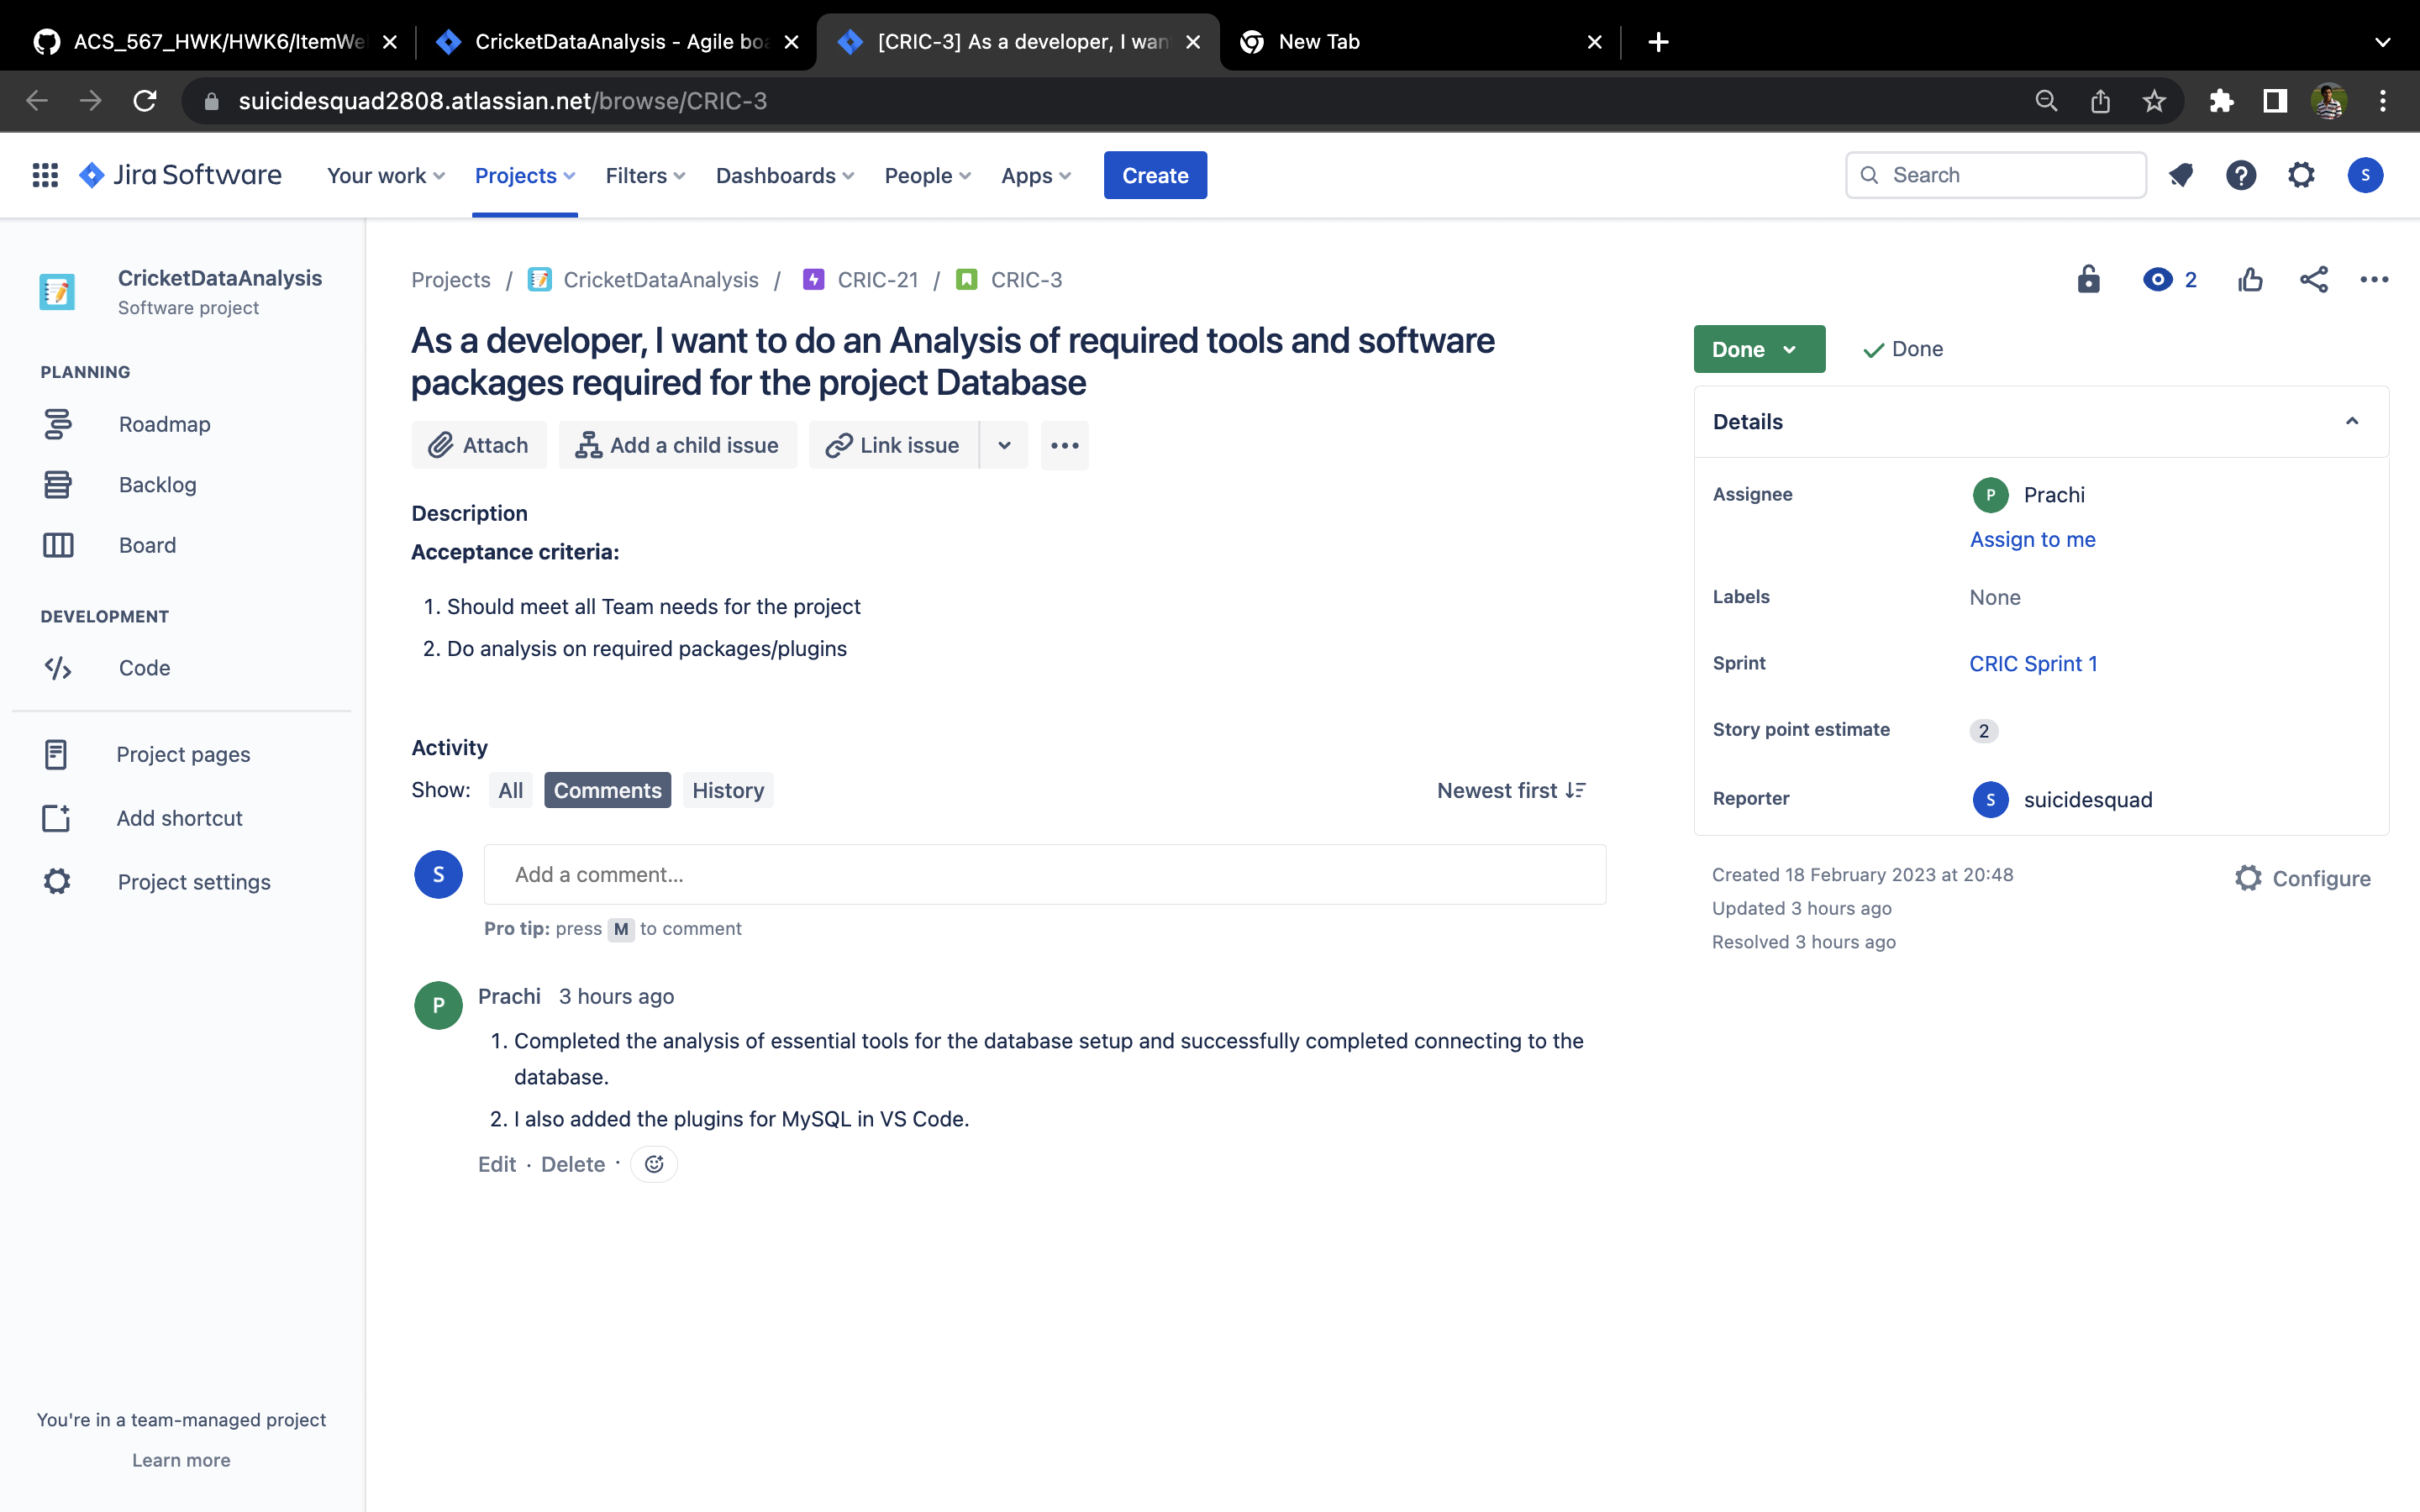 ACS_567_HWK/HWK6/ItemWe
CricketDataAnalysis - Agile boa
[CRIC-3] As a developer, I wan
New Tab
suicidesquad2808.atlassian.net/browse/CRIC-3
Jira Software
Your work
Projects
Filters
Dashboards
People
Apps
Create
Search
S
CricketDataAnalysis
Software project
PLANNING
Roadmap
Backlog
Board
DEVELOPMENT
Code
Project pages
Add shortcut
Project settings
You're in a team-managed project
Learn more
Projects / CricketDataAnalysis / CRIC-21 / CRIC-3
As a developer, I want to do an Analysis of required tools and software
packages required for the project Database
Attach
Add a child issue
Link issue
Description
Acceptance criteria:
1. Should meet all Team needs for the project
2. Do analysis on required packages/plugins
Activity
Show: All Comments History
Newest first
S
Add a comment...
Pro tip: press M to comment
P
Prachi 3 hours ago
1. Completed the analysis of essential tools for the database setup and successfully completed connecting to the
database.
2. I also added the plugins for MySQL in VS Code.
Edit · Delete ·
2
Done
Done
Details
Assignee
P Prachi
Assign to me
Labels
None
Sprint
CRIC Sprint 1
Story point estimate
2
Reporter
S suicidesquad
Created 18 February 2023 at 20:48
Updated 3 hours ago
Resolved 3 hours ago
Configure